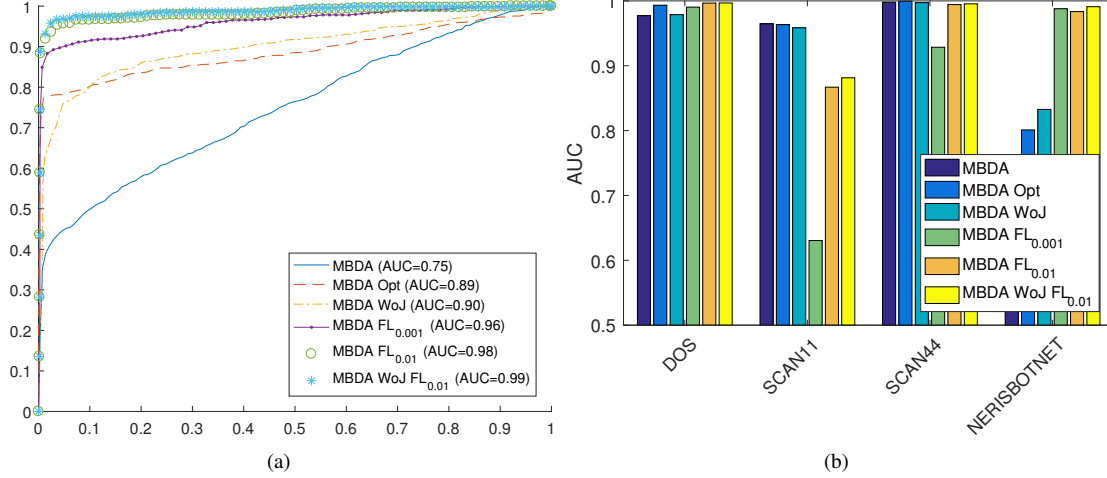 1
0.9
0.8
0.7
0.6
0.5
0.4
0.3
0.2
0.1
0
0 0.1 0.2 0.3 0.4 0.5 0.6 0.7 0.8 0.9 1
MBDA (AUC=0.75)
MBDA Opt (AUC=0.89)
MBDA WoJ (AUC=0.90)
MBDA FL0.001 (AUC=0.96)
MBDA FL0.01 (AUC=0.98)
MBDA WoJ FL0.01 (AUC=0.99)
(a)
AUC
1
0.9
0.8
0.7
0.6
0.5
MBDA
MBDA Opt
MBDA WoJ
MBDA FL0.001
MBDA FL0.01
MBDA WoJ FL0.01
DOS
SCAN11
SCAN44
NERISBOTNET
(b)